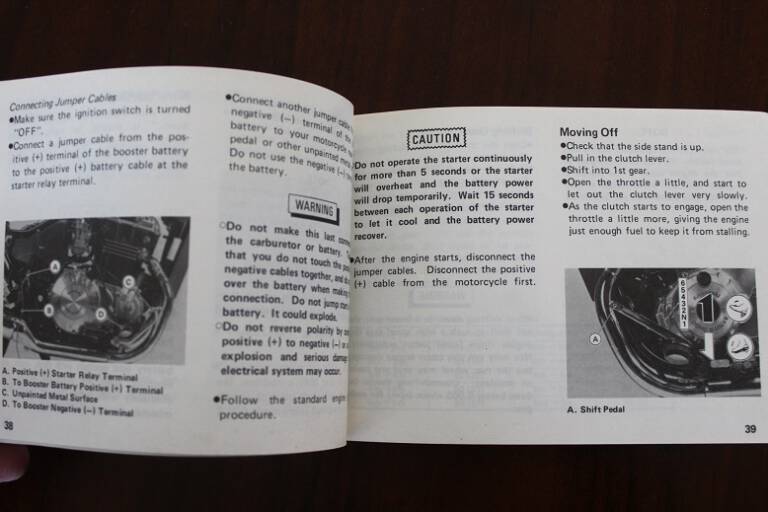 Connecting Jumper Cables
●Make sure the ignition switch is turned
"OFF".
●Connect a jumper cable from the pos-
itive (+) terminal of the booster battery
to the positive (+) battery cable at the
starter relay terminal.
A
B
C
D
A. Positive (+) Starter Relay Terminal
B. To Booster Battery Positive (+) Terminal
C. Unpainted Metal Surface
D. To Booster Negative (−) Terminal
38
●Connect another jumper cable
negative (−) terminal of the
battery to your motorcycle
pedal or other unpainted metal
Do not use the negative (−)
the battery.
WARNING
○Do not make this last
the carburetor or battery.
that you do not touch the
negative cables together, and
over the battery when making
connection. Do not jump
battery. It could explode.
○Do not reverse polarity by
positive (+) to negative (−)
explosion and serious damage
electrical system may occur.
●Follow the standard engine
procedure.
CAUTION
Do not operate the starter continuously
for more than 5 seconds or the starter
will overheat and the battery power
will drop temporarily. Wait 15 seconds
between each operation of the starter
to let it cool and the battery power
recover.
●After the engine starts, disconnect the
jumper cables. Disconnect the positive
(+) cable from the motorcycle first.
Moving Off
●Check that the side stand is up.
●Pull in the clutch lever.
●Shift into 1st gear.
●Open the throttle a little, and start to
let out the clutch lever very slowly.
●As the clutch starts to engage, open the
throttle a little more, giving the engine
just enough fuel to keep it from stalling.
6
5
4
3
2
N
1
A
A. Shift Pedal
39